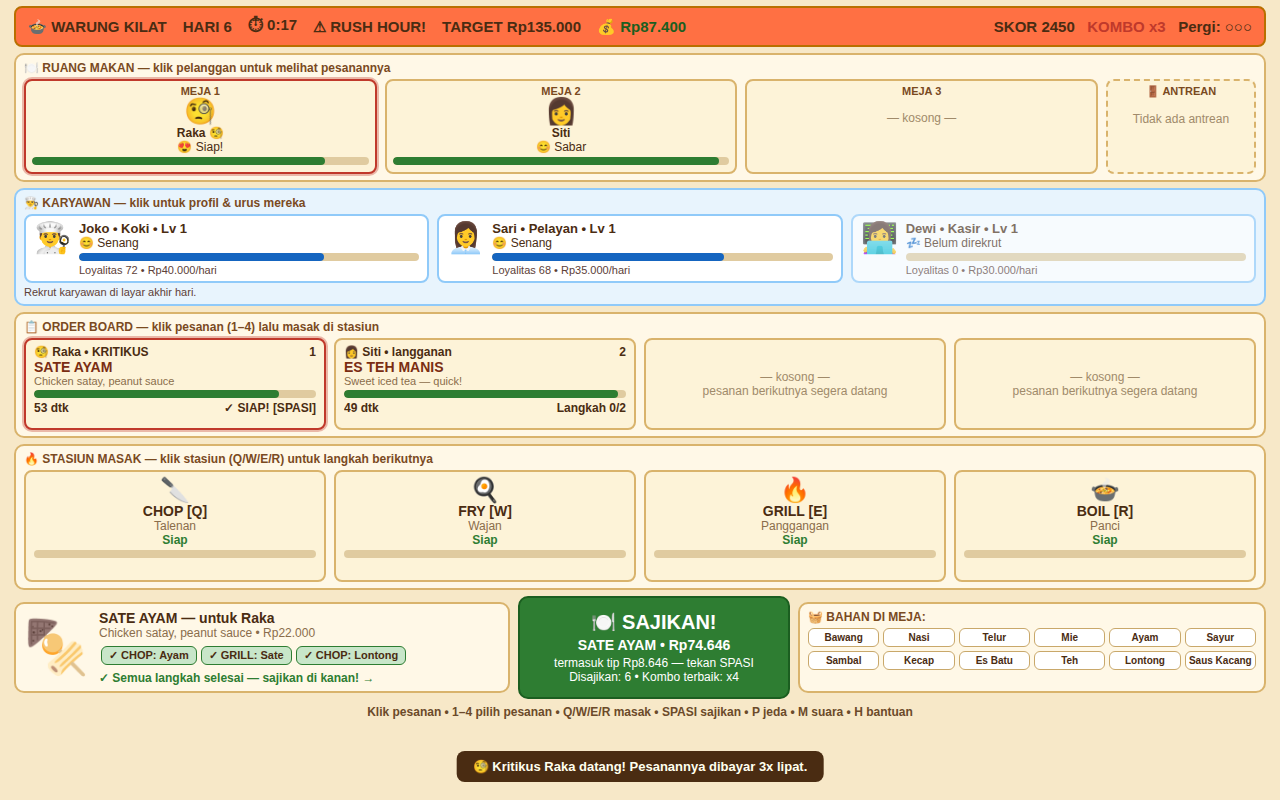 WARUNG KILAT HARI 6 0:17 RUSH HOUR! TARGET Rp135.000 Rp87.400 SKOR 2450 KOMBO x3 Pergi: ○○○
RUANG MAKAN — klik pelanggan untuk melihat pesanannya
MEJA 1
Raka
Siap!
MEJA 2
Siti
Sabar
MEJA 3
— kosong —
ANTREAN
Tidak ada antrean
KARYAWAN — klik untuk profil & urus mereka
Joko • Koki • Lv 1
Senang
Loyalitas 72 • Rp40.000/hari
Sari • Pelayan • Lv 1
Senang
Loyalitas 68 • Rp35.000/hari
Dewi • Kasir • Lv 1
Belum direkrut
Loyalitas 0 • Rp30.000/hari
Rekrut karyawan di layar akhir hari.
ORDER BOARD — klik pesanan (1–4) lalu masak di stasiun
Raka • KRITIKUS 1
SATE AYAM
Chicken satay, peanut sauce
53 dtk ✓ SIAP! [SPASI]
Siti • langganan 2
ES TEH MANIS
Sweet iced tea — quick!
49 dtk Langkah 0/2
— kosong —
pesanan berikutnya segera datang
— kosong —
pesanan berikutnya segera datang
STASIUN MASAK — klik stasiun (Q/W/E/R) untuk langkah berikutnya
CHOP [Q]
Talenan
Siap
FRY [W]
Wajan
Siap
GRILL [E]
Panggangan
Siap
BOIL [R]
Panci
Siap
SATE AYAM — untuk Raka
Chicken satay, peanut sauce • Rp22.000
✓ CHOP: Ayam ✓ GRILL: Sate ✓ CHOP: Lontong
✓ Semua langkah selesai — sajikan di kanan! →
SAJIKAN!
SATE AYAM • Rp74.646
termasuk tip Rp8.646 — tekan SPASI
Disajikan: 6 • Kombo terbaik: x4
BAHAN DI MEJA:
Bawang Nasi Telur Mie Ayam Sayur
Sambal Kecap Es Batu Teh Lontong Saus Kacang
Klik pesanan • 1–4 pilih pesanan • Q/W/E/R masak • SPASI sajikan • P jeda • M suara • H bantuan
Kritikus Raka datang! Pesanannya dibayar 3x lipat.